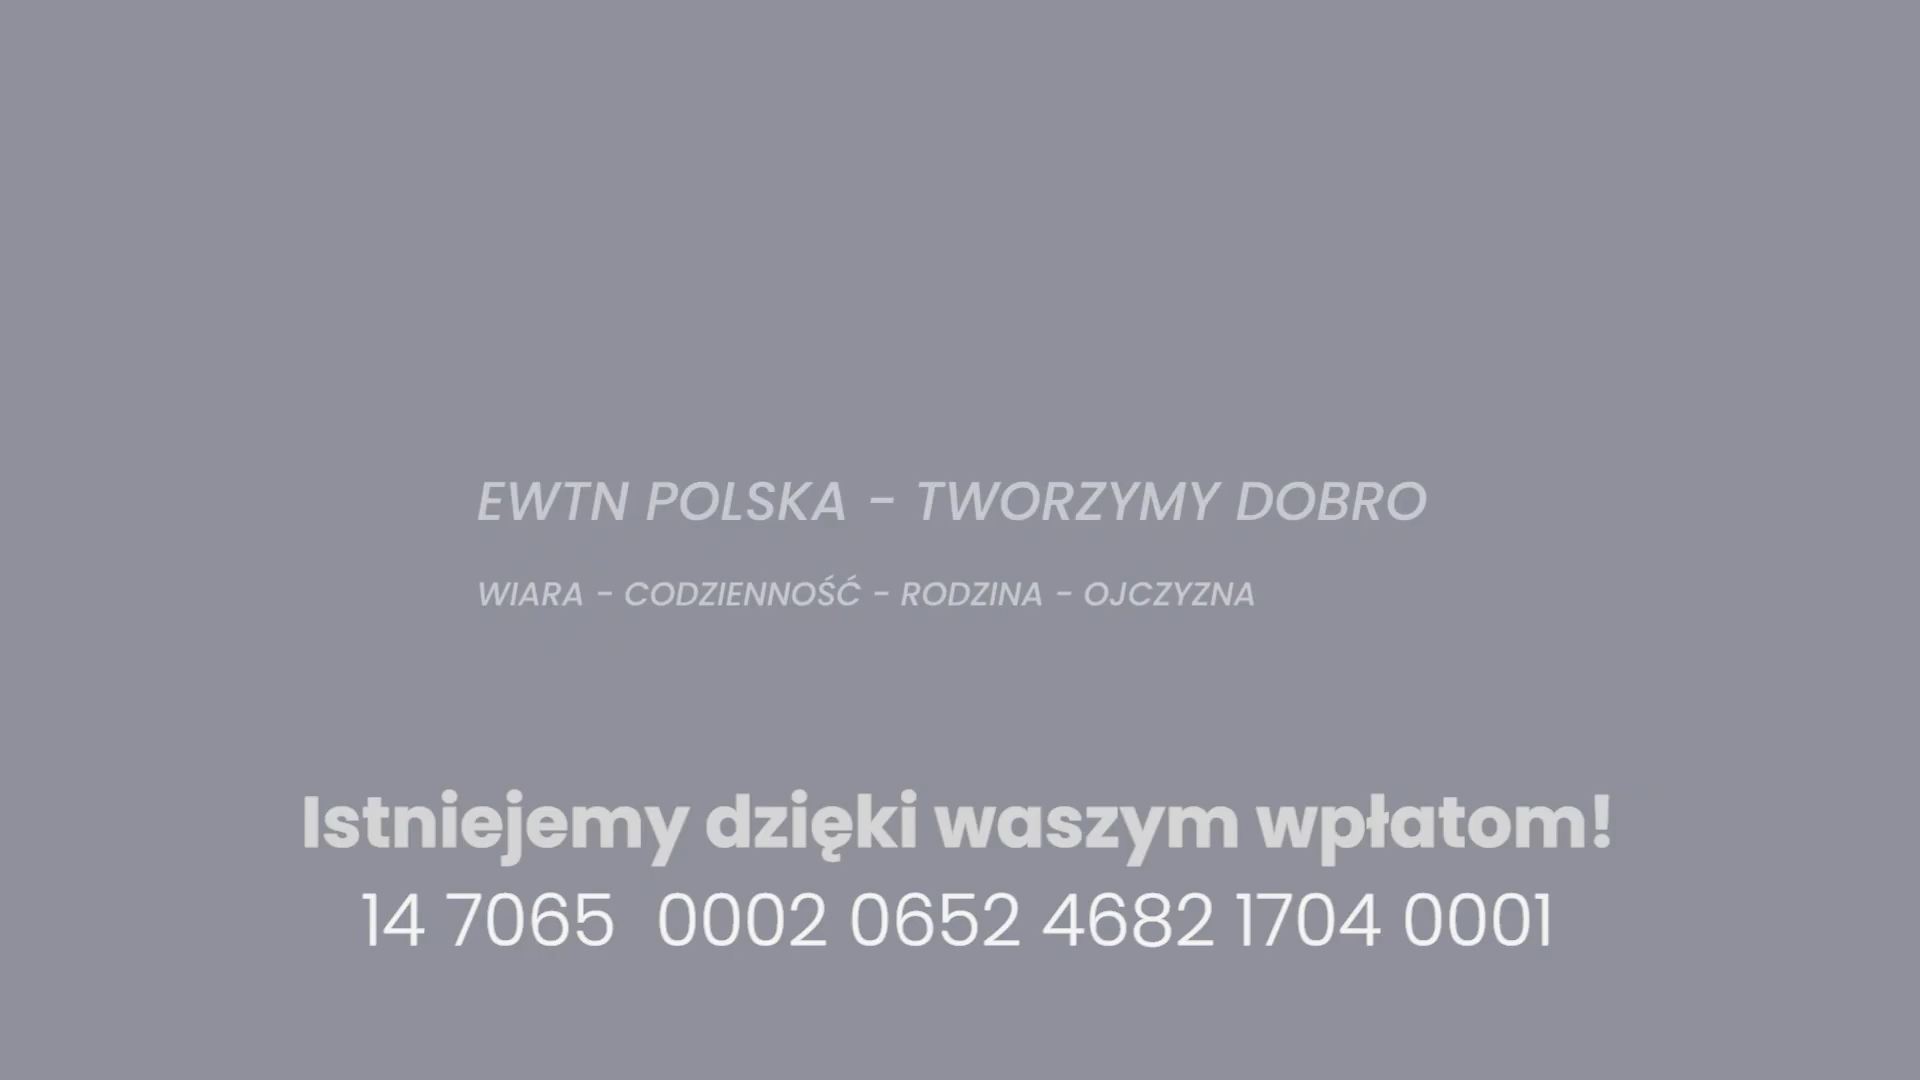 EWTN POLSKA - TWORZYMY DOBRO
WIARA - CODZIENNOŚĆ - RODZINA - OJCZYZNA
Istniejemy dzięki waszym wpłatom!
14 7065 0002 0652 4682 1704 0001